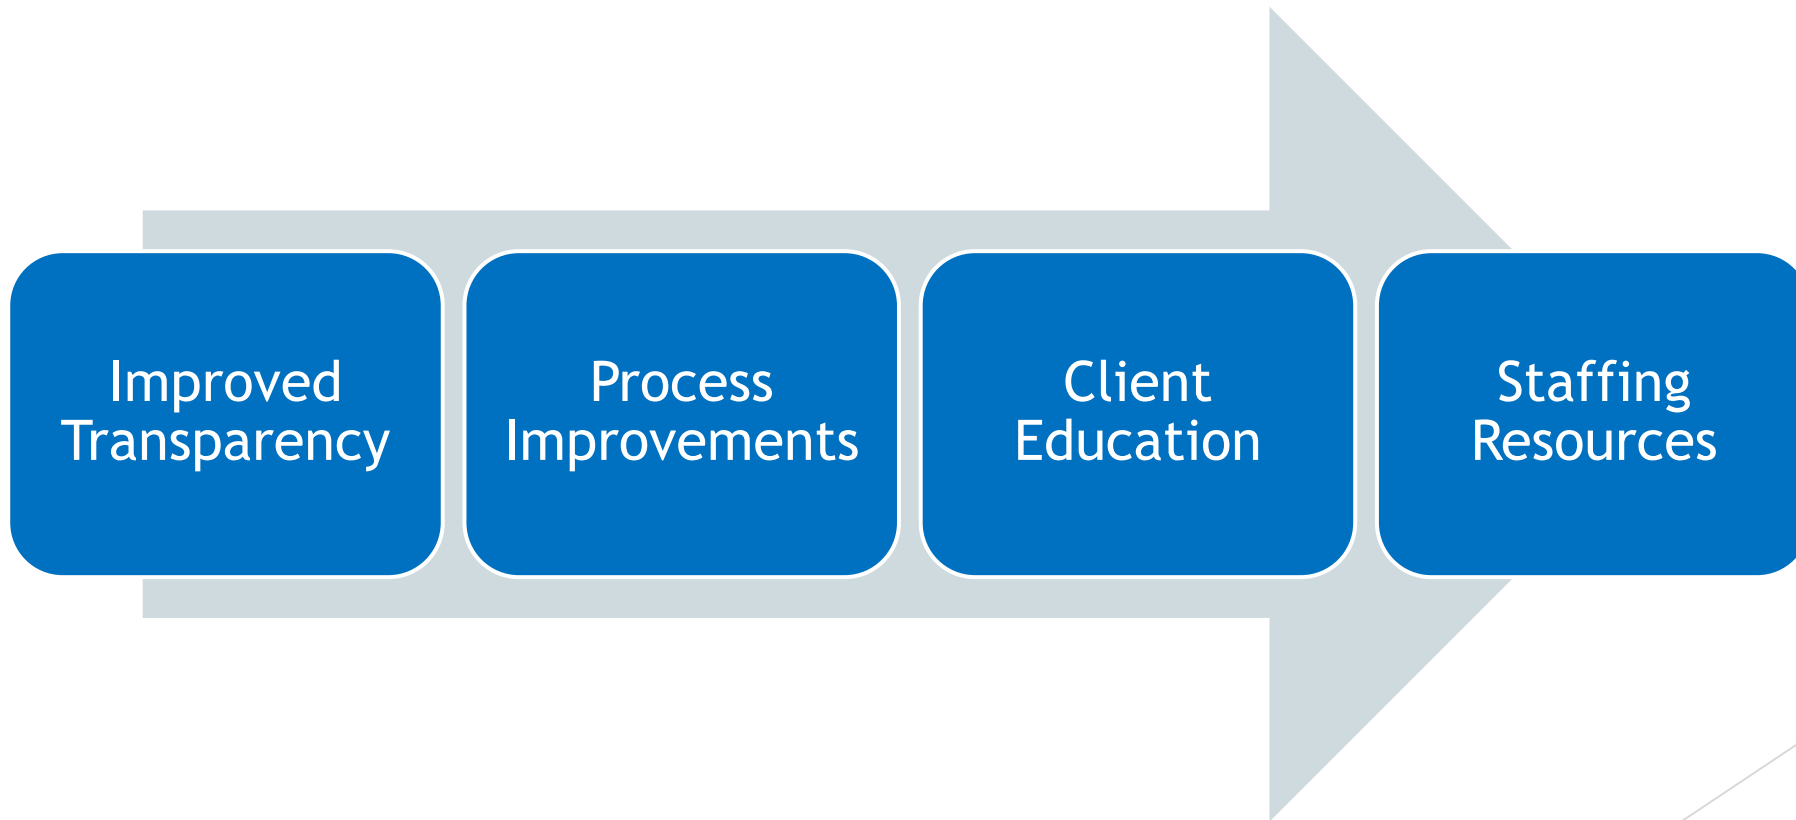 Improved
Transparency
Process
Improvements
Client
Education
Staffing
Resources